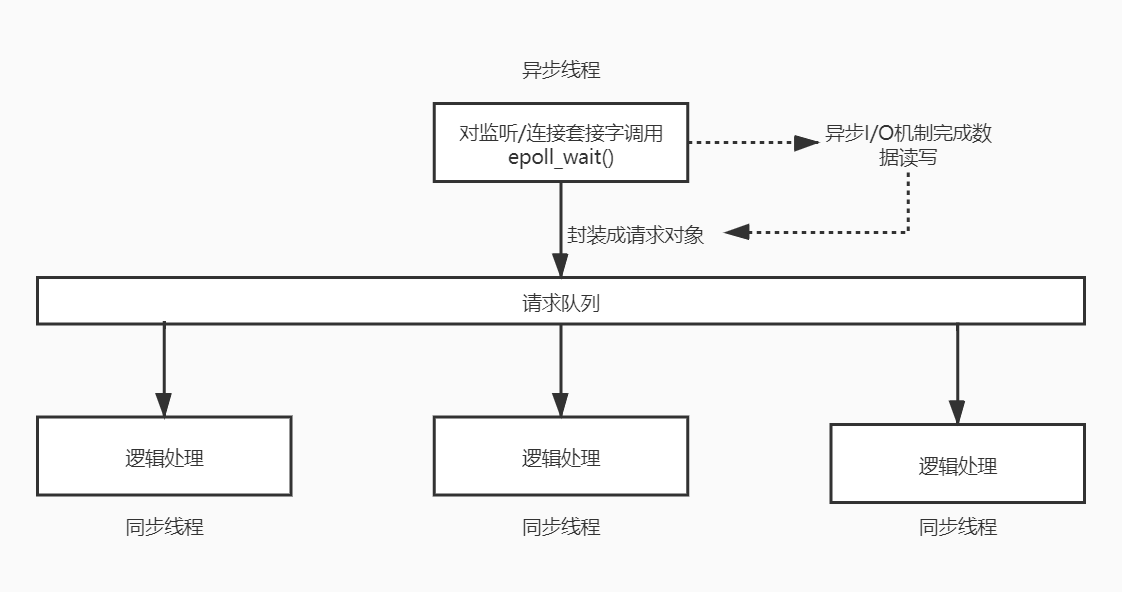 异步线程
对监听/连接套接字调用
epoll_wait()
异步I/O机制完成数
据读写
封装成请求对象
请求队列
逻辑处理
逻辑处理
逻辑处理
同步线程
同步线程
同步线程